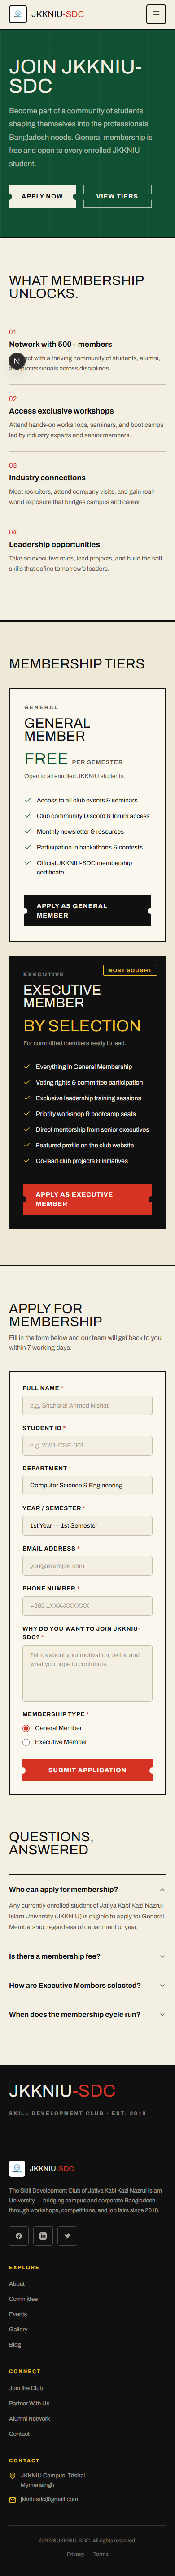 JKKNIU-SDC
JOIN JKKNIU-
SDC
Become part of a community of students
shaping themselves into the professionals
Bangladesh needs. General membership is
free and open to every enrolled JKKNIU
student.
APPLY NOW
VIEW TIERS
WHAT MEMBERSHIP
UNLOCKS.
01
Network with 500+ members
ct with a thriving community of students, alumni,
professionals across disciplines.
02
Access exclusive workshops
Attend hands-on workshops, seminars, and boot camps
led by industry experts and senior members.
03
Industry connections
Meet recruiters, attend company visits, and gain real-
world exposure that bridges campus and career.
04
Leadership opportunities
Take on executive roles, lead projects, and build the soft
skills that define tomorrow's leaders.
MEMBERSHIP TIERS
GENERAL
GENERAL
MEMBER
FREE PER SEMESTER
Open to all enrolled JKKNIU students.
Access to all club events & seminars
Club community Discord & forum access
Monthly newsletter & resources
Participation in hackathons & contests
Official JKKNIU-SDC membership
certificate
APPLY AS GENERAL
MEMBER
MOST SOUGHT
EXECUTIVE
EXECUTIVE
MEMBER
BY SELECTION
For committed members ready to lead.
Everything in General Membership
Voting rights & committee participation
Exclusive leadership training sessions
Priority workshop & bootcamp seats
Direct mentorship from senior executives
Featured profile on the club website
Co-lead club projects & initiatives
APPLY AS EXECUTIVE
MEMBER
APPLY FOR
MEMBERSHIP
Fill in the form below and our team will get back to you
within 7 working days.
FULL NAME *
e.g. Shahjalal Ahmed Nishat
STUDENT ID *
e.g. 2021-CSE-001
DEPARTMENT *
Computer Science & Engineering
YEAR / SEMESTER *
1st Year — 1st Semester
EMAIL ADDRESS *
you@example.com
PHONE NUMBER *
+880 1XXX-XXXXXX
WHY DO YOU WANT TO JOIN JKKNIU-
SDC? *
Tell us about your motivation, skills, and
what you hope to contribute...
MEMBERSHIP TYPE *
General Member
Executive Member
SUBMIT APPLICATION
QUESTIONS,
ANSWERED
Who can apply for membership?
Any currently enrolled student of Jatiya Kabi Kazi Nazrul
Islam University (JKKNIU) is eligible to apply for General
Membership, regardless of department or year.
Is there a membership fee?
How are Executive Members selected?
When does the membership cycle run?
JKKNIU-SDC
SKILL DEVELOPMENT CLUB · EST. 2018
JKKNIU-SDC
The Skill Development Club of Jatiya Kabi Kazi Nazrul Islam
University — bridging campus and corporate Bangladesh
through workshops, competitions, and job fairs since 2018.
EXPLORE
About
Committee
Events
Gallery
Blog
CONNECT
Join the Club
Partner With Us
Alumni Network
Contact
CONTACT
JKKNIU Campus, Trishal,
Mymensingh
jkkniusdc@gmail.com
© 2026 JKKNIU-SDC. All rights reserved.
Privacy Terms